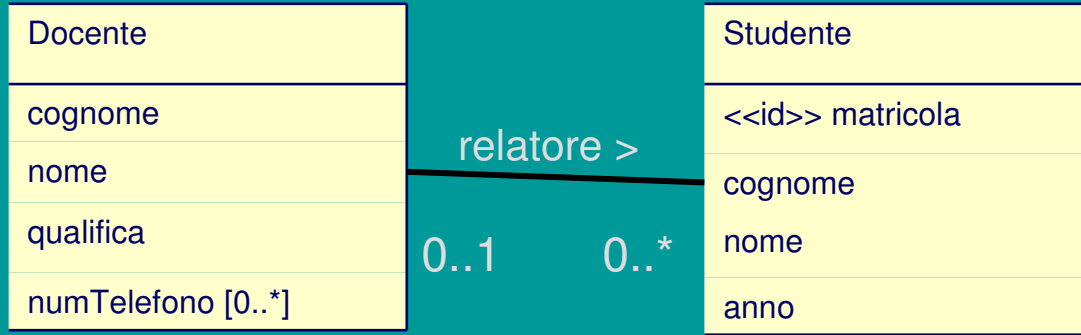 Docente
cognome
nome
qualifica
numTelefono [0..*]
relatore >
0..1
0..*
Studente
<<id>> matricola
cognome
nome
anno